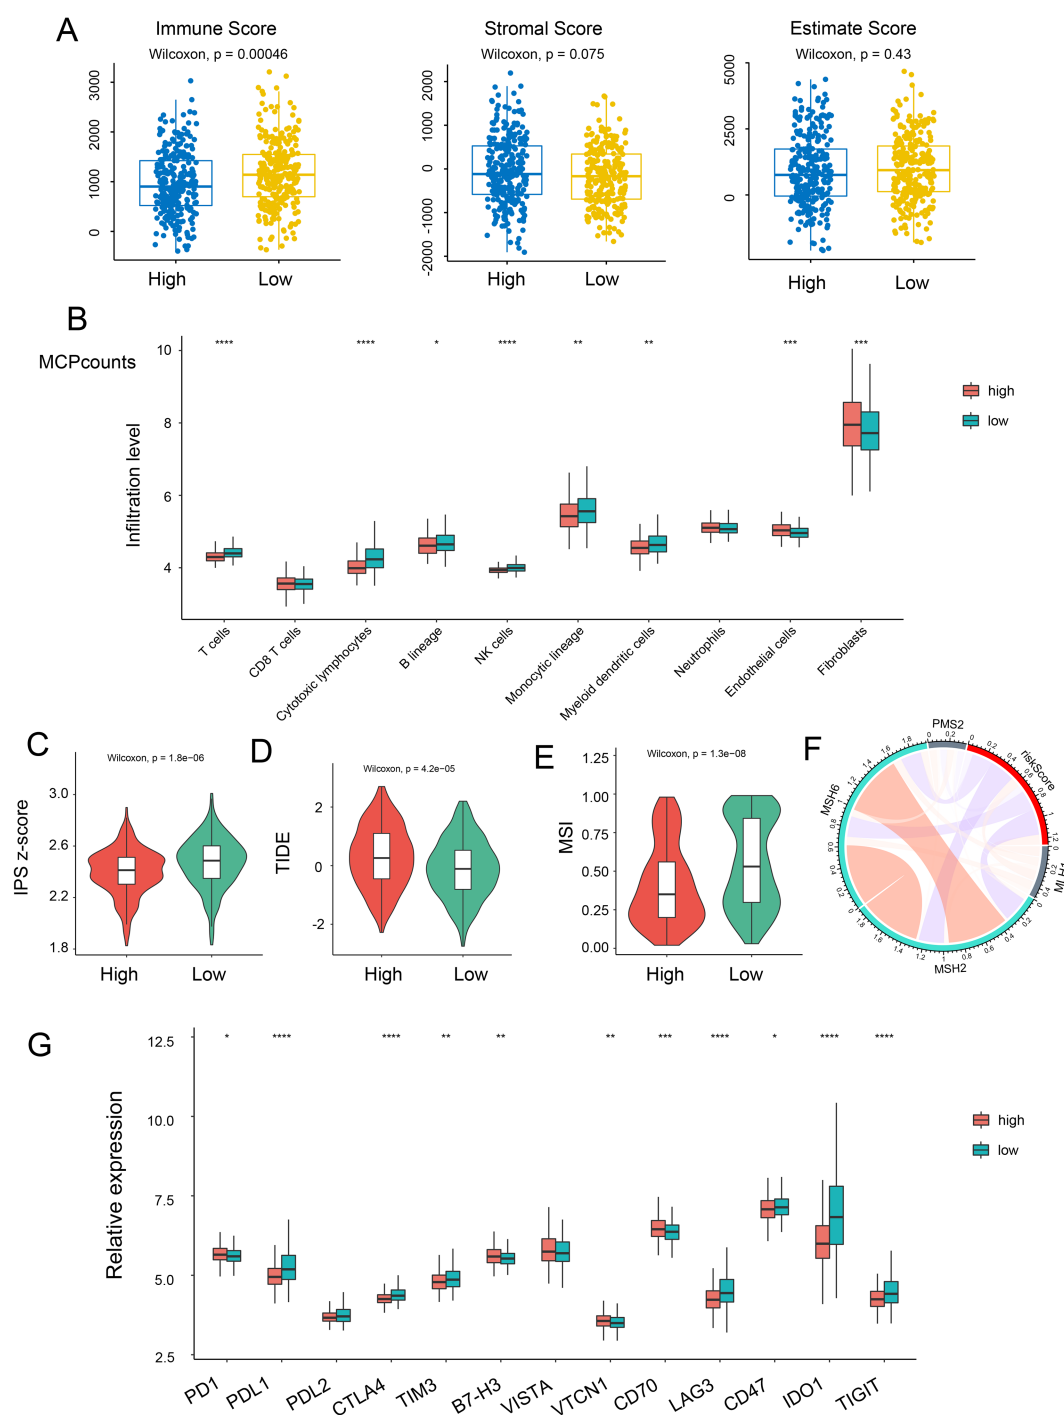 A
Immune Score
Wilcoxon, p = 0.00046
3000
2000
1000
0
High
Low
Stromal Score
Wilcoxon, p = 0.075
2000
1000
0
-1000
-2000
High
Low
Estimate Score
Wilcoxon, p = 0.43
5000
2500
0
High
Low
B
MCPcounts
Infiltration level
10
8
6
4
****
****
*
****
**
**
***
***
T cells
CD8 T cells
Cytotoxic lymphocytes
B lineage
NK cells
Monocytic lineage
Myeloid dendritic cells
Neutrophils
Endothelial cells
Fibroblasts
high
low
C
Wilcoxon, p = 1.8e−06
IPS z-score
3.0
2.6
2.2
1.8
High
Low
D
Wilcoxon, p = 4.2e−05
TIDE
2
0
-2
High
Low
E
Wilcoxon, p = 1.3e−08
MSI
1.25
1.00
0.75
0.50
0.25
0.00
High
Low
F
PMS2
riskScore
MSH6
MSH2
G
Relative expression
12.5
10.0
7.5
5.0
2.5
*
****
****
**
**
**
***
****
*
****
****
PD1
PDL1
PDL2
CTLA4
TIM3
B7-H3
VISTA
VTCN1
CD70
LAG3
CD47
IDO1
TIGIT
high
low